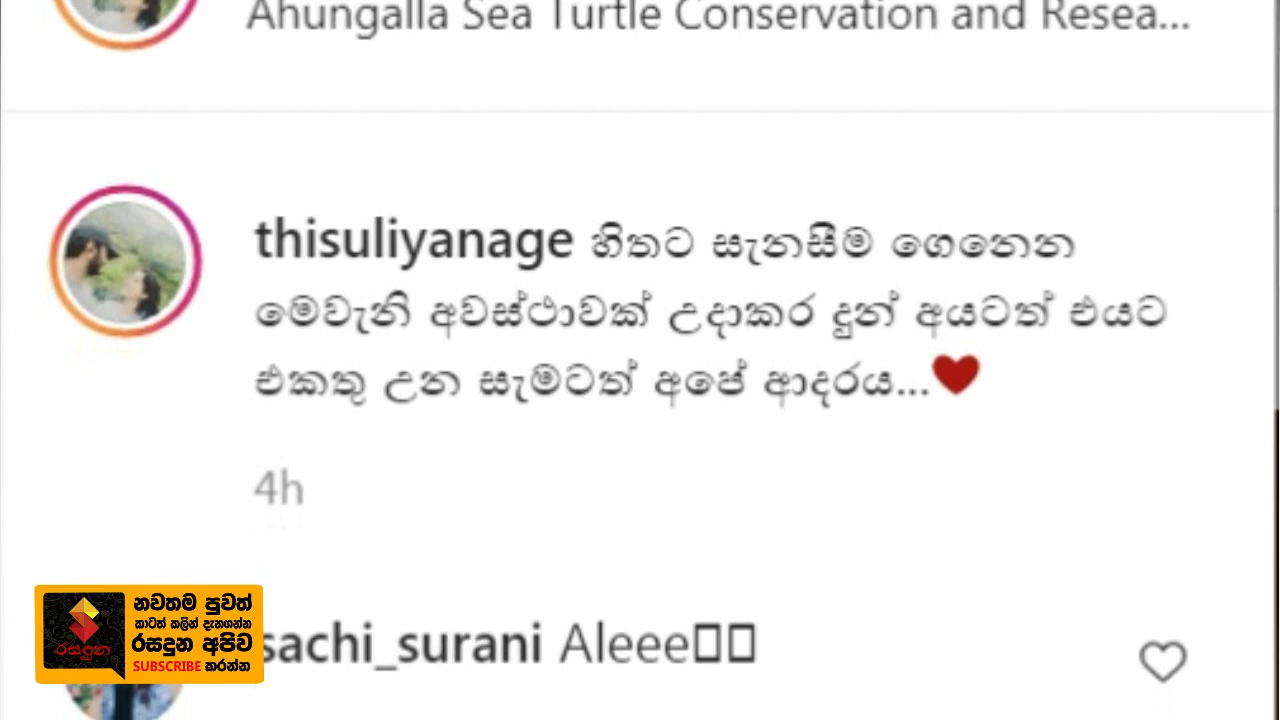 Ahungalla Sea Turtle Conservation and Resea...
thisuliyanage හිතට සැනසීම ගෙනෙන
මෙවැනි අවස්ථාවක් උදාකර දුන් අයටත් එයට
එකතු උන සැමටත් අපේ ආදරය...❤
4h
නවතම පුවත්
කාටත් කලින් දැනගන්න
රසදුන අපිව
රසදුන
SUBSCRIBE කරන්න
sachi_surani Aleee